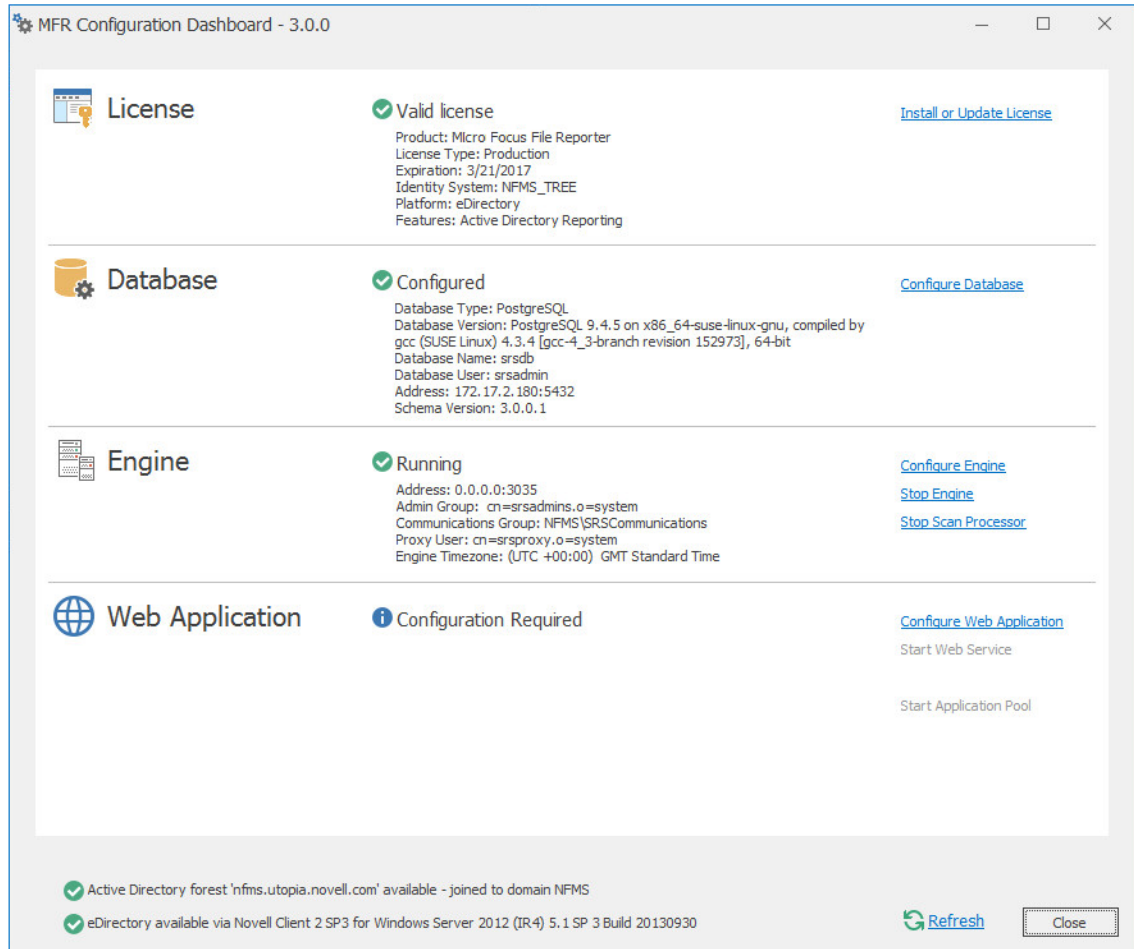 MFR Configuration Dashboard - 3.0.0
License
Valid license
Install or Update License
Product: MIcro Focus File Reporter
License Type: Production
Expiration: 3/21/2017
Identity System: NFMS_TREE
Platform: eDirectory
Features: Active Directory Reporting
Database
Configured
Configure Database
Database Type: PostgreSQL
Database Version: PostgreSQL 9.4.5 on x86_64-suse-linux-gnu, compiled by
gcc (SUSE Linux) 4.3.4 [gcc-4_3-branch revision 152973], 64-bit
Database Name: srsdb
Database User: srsadmin
Address: 172.17.2.180:5432
Schema Version: 3.0.0.1
Engine
Running
Configure Engine
Stop Engine
Stop Scan Processor
Address: 0.0.0.0:3035
Admin Group: cn=srsadmins.o=system
Communications Group: NFMS\SRSCommunications
Proxy User: cn=srsproxy.o=system
Engine Timezone: (UTC +00:00) GMT Standard Time
Web Application
Configuration Required
Configure Web Application
Start Web Service
Start Application Pool
Active Directory forest 'nfms.utopia.novell.com' available - joined to domain NFMS
eDirectory available via Novell Client 2 SP3 for Windows Server 2012 (IR4) 5.1 SP 3 Build 20130930
Refresh
Close